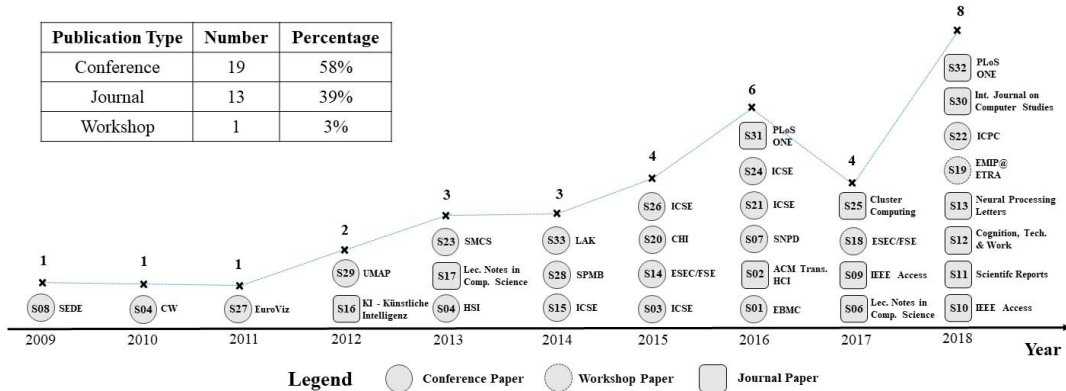 Publication Type Number Percentage
Conference 19 58%
Journal 13 39%
Workshop 1 3%
1
S08 SEDE
2009
1
S04 CW
2010
1
S27 EuroViz
2011
2
S29 UMAP
S16 KI - Künstliche
Intelligenz
2012
3
S23 SMCS
S17 Lec. Notes in
Comp. Science
S04 HSI
2013
3
S33 LAK
S28 SPMB
S15 ICSE
2014
4
S26 ICSE
S20 CHI
S14 ESEC/FSE
S03 ICSE
2015
6
S31 PLoS
ONE
S24 ICSE
S21 ICSE
S07 SNPD
S02 ACM Trans.
HCI
S01 EBMC
2016
4
S25 Cluster
Computing
S18 ESEC/FSE
S09 IEEE Access
S06 Lec. Notes in
Comp. Science
2017
8
S32 PLoS
ONE
S30 Int. Journal on
Computer Studies
S22 ICPC
S19 EMIP@
ETRA
S13 Neural Processing
Letters
S12 Cognition, Tech.
& Work
S11 Scientifc Reports
S10 IEEE Access
2018
Year
Legend Conference Paper Workshop Paper Journal Paper